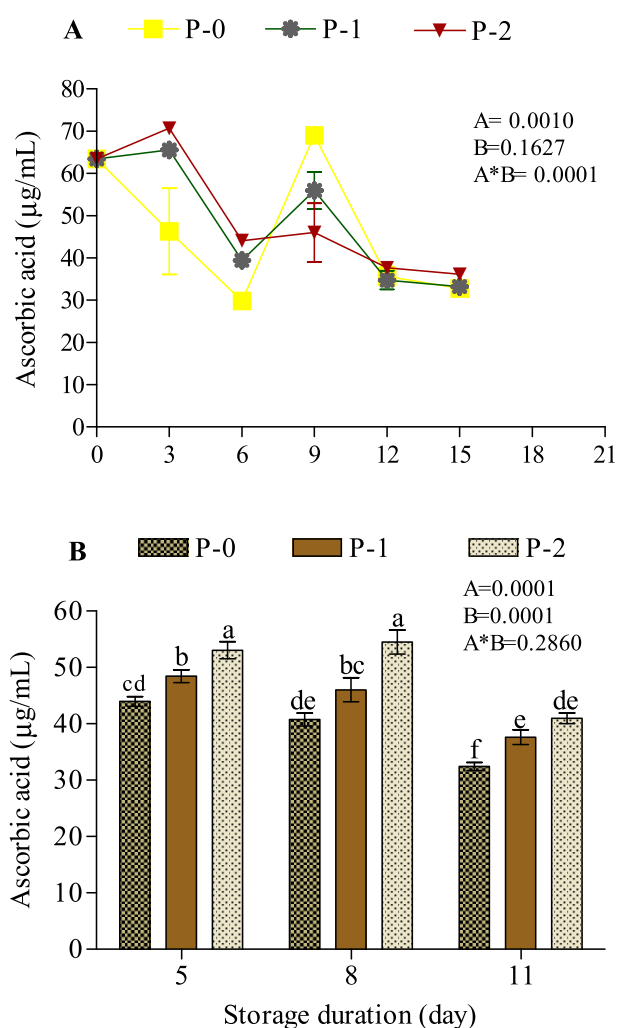 A P-0 P-1 P-2
80
70
60
50
40
30
20
10
0
Ascorbic acid (µg/mL)
A= 0.0010
B=0.1627
A*B= 0.0001
0 3 6 9 12 15 18 21
B P-0 P-1 P-2
A=0.0001
B=0.0001
A*B=0.2860
60
50
40
30
20
10
0
Ascorbic acid (µg/mL)
cd b a de bc a f e de
5 8 11
Storage duration (day)